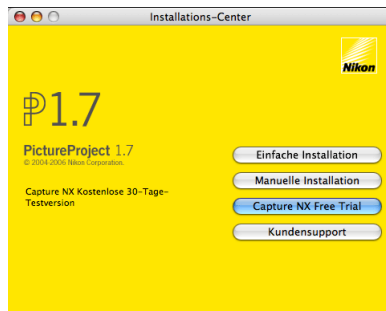 Installations-Center
Nikon
P1.7
PictureProject 1.7
© 2004-2006 Nikon Corporation.
Capture NX Kostenlose 30-Tage-
Testversion
Einfache Installation
Manuelle Installation
Capture NX Free Trial
Kundensupport